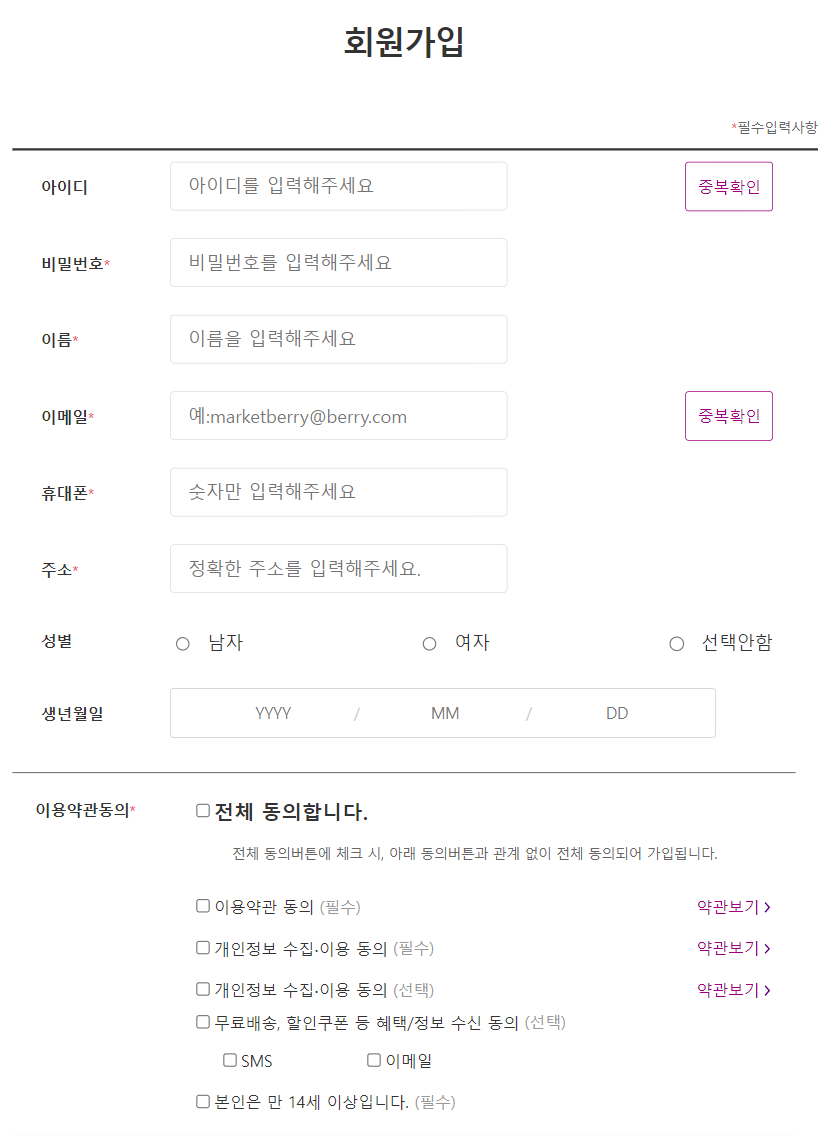 회원가입
*필수입력사항
아이디 아이디를 입력해주세요 중복확인
비밀번호* 비밀번호를 입력해주세요
이름* 이름을 입력해주세요
이메일* 예:marketberry@berry.com 중복확인
휴대폰* 숫자만 입력해주세요
주소* 정확한 주소를 입력해주세요.
성별 남자 여자 선택안함
생년월일 YYYY / MM / DD
이용약관동의* 전체 동의합니다.
전체 동의버튼에 체크 시, 아래 동의버튼과 관계 없이 전체 동의되어 가입됩니다.
이용약관 동의 (필수) 약관보기 >
개인정보 수집·이용 동의 (필수) 약관보기 >
개인정보 수집·이용 동의 (선택) 약관보기 >
무료배송, 할인쿠폰 등 혜택/정보 수신 동의 (선택)
SMS 이메일
본인은 만 14세 이상입니다. (필수)